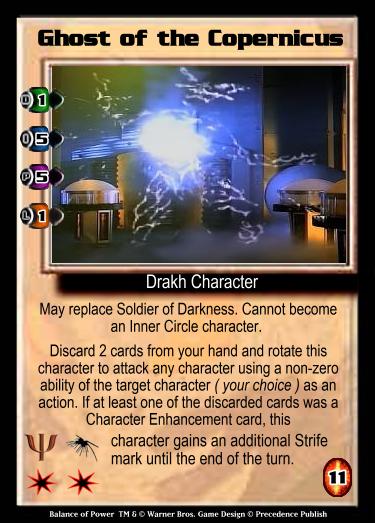 Ghost of the Copernicus
D 1
I 5
P 5
L 1
Drakh Character
May replace Soldier of Darkness. Cannot become
an Inner Circle character.
Discard 2 cards from your hand and rotate this
character to attack any character using a non-zero
ability of the target character ( your choice ) as an
action. If at least one of the discarded cards was a
Character Enhancement card, this
character gains an additional Strife
mark until the end of the turn.
11
Balance of Power TM & © Warner Bros. Game Design © Precedence Publish